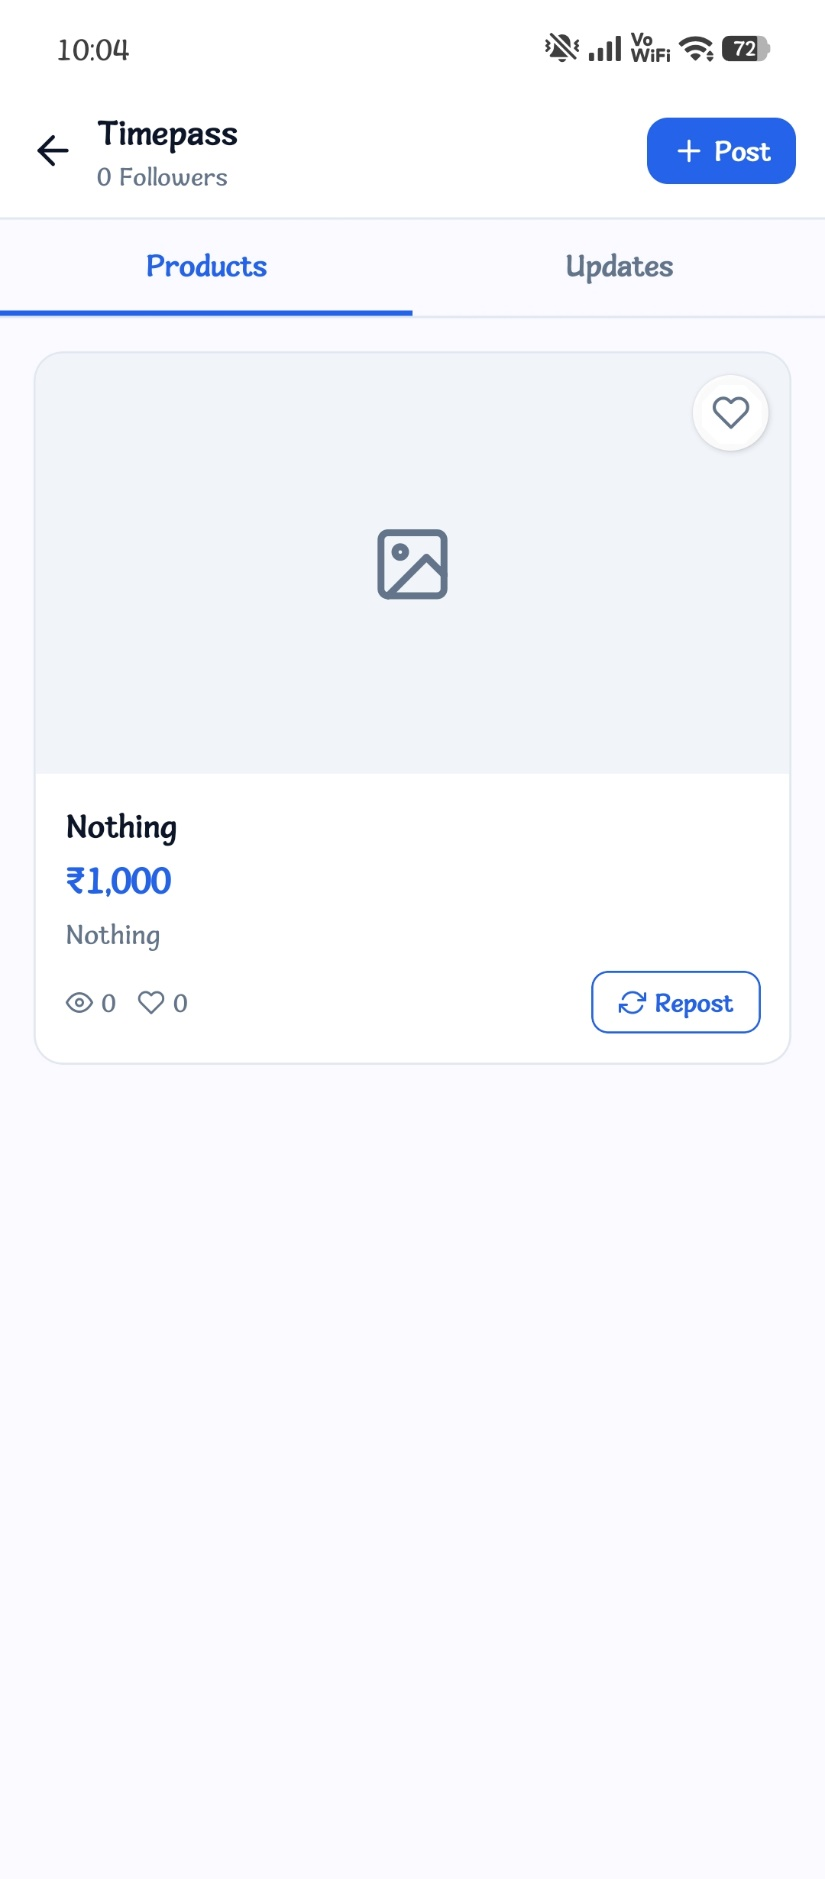 10:04
Vo
WiFi
72
Timepass
0 Followers
+ Post
Products
Updates
Nothing
₹1,000
Nothing
0 0
Repost